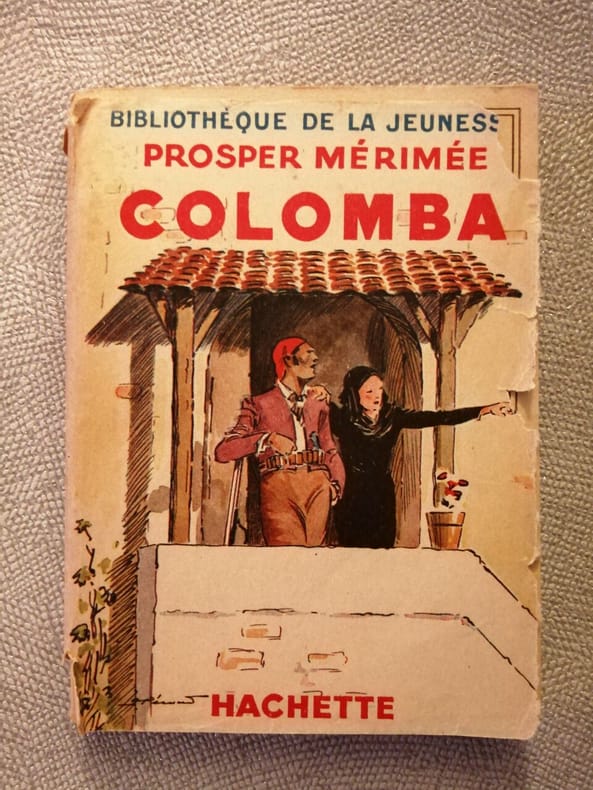 BIBLIOTHÈQUE DE LA JEUNESS
PROSPER MÉRIMÉE
COLOMBA
HACHETTE